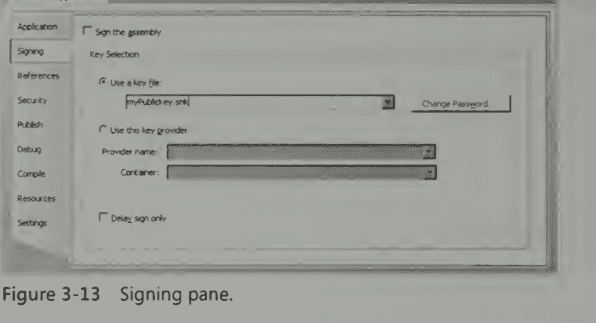 Application
Signing
References
Security
Publish
Debug
Compile
Resources
Settings
Sign the assembly
Key Selection
Use a key file:
myPublicKey.snk
Change Password
Use this key provider
Provider name:
Container:
Delay sign only
Figure 3-13 Signing pane.